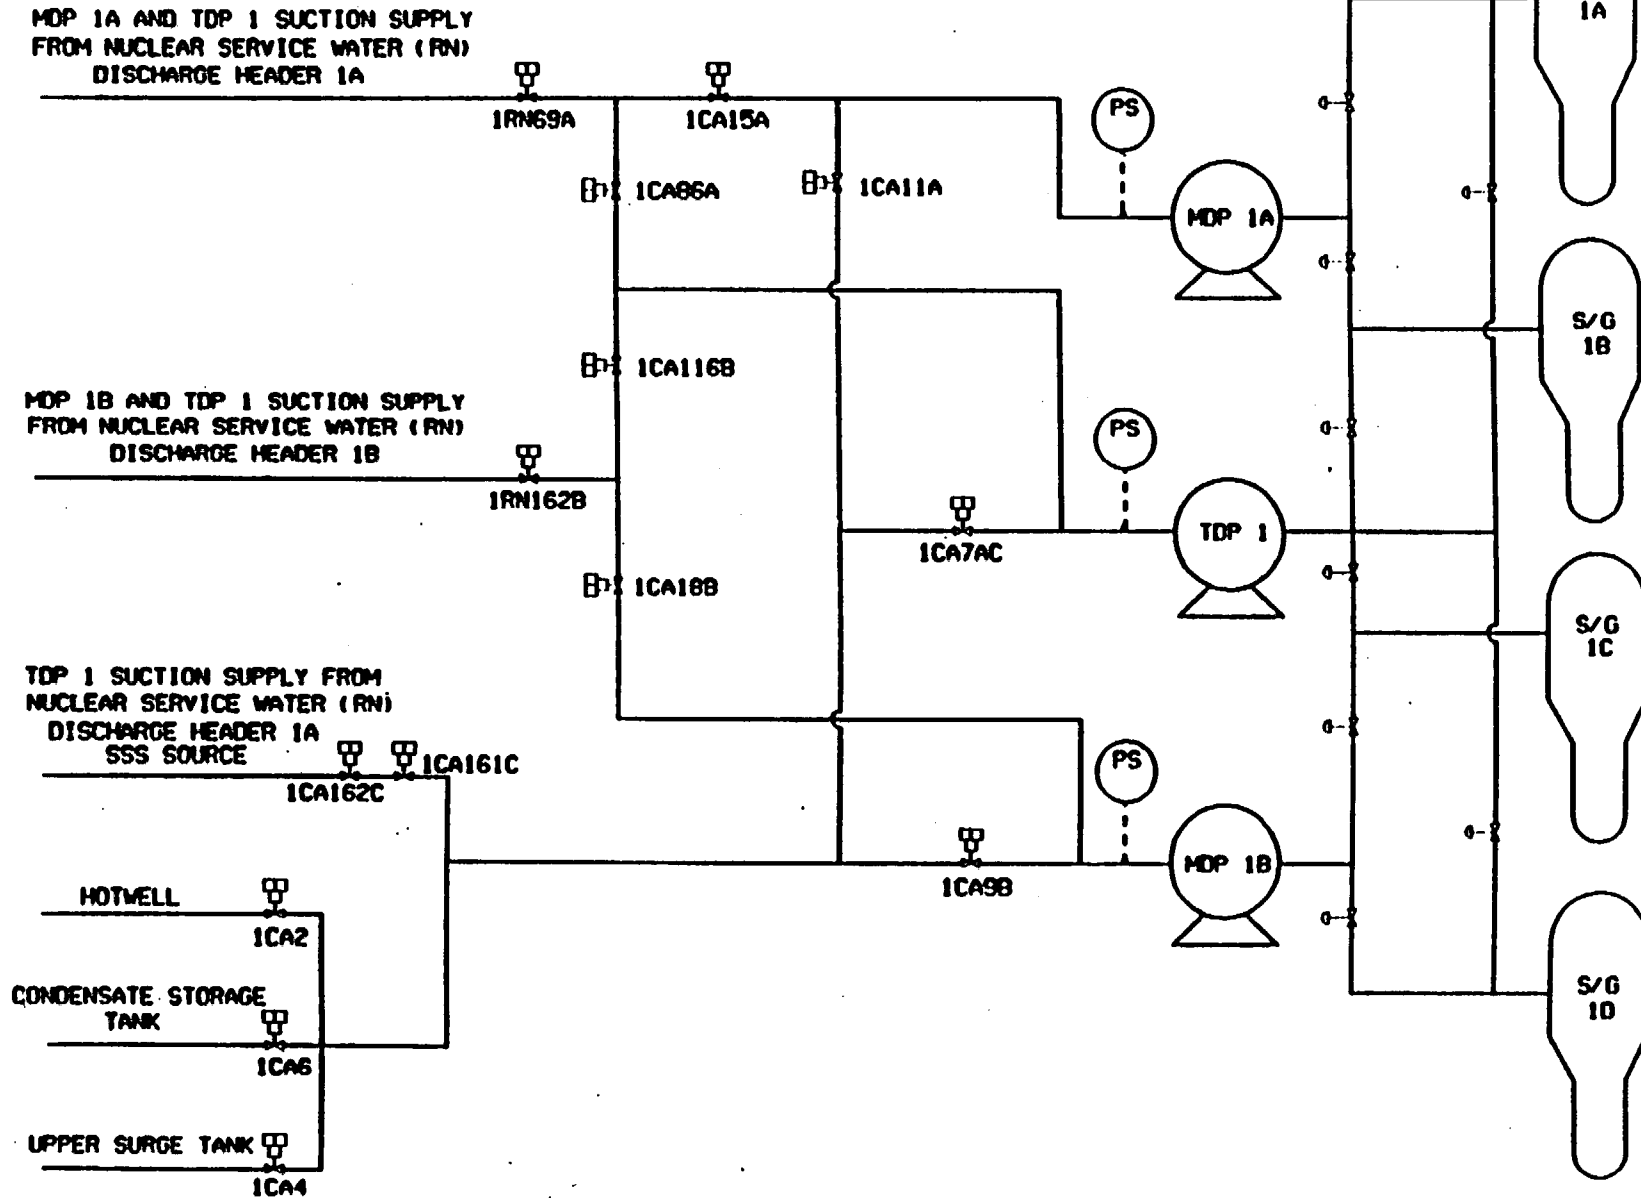 MDP 1A AND TDP 1 SUCTION SUPPLY
FROM NUCLEAR SERVICE WATER (RN)
DISCHARGE HEADER 1A
1RN69A
1CA15A
PS
1A
1CA86A
1CA11A
MDP 1A
S/G
1B
1CA116B
MDP 1B AND TDP 1 SUCTION SUPPLY
FROM NUCLEAR SERVICE WATER (RN)
DISCHARGE HEADER 1B
1RN162B
PS
TDP 1
1CA7AC
1CA18B
S/G
1C
TDP 1 SUCTION SUPPLY FROM
NUCLEAR SERVICE WATER (RN)
DISCHARGE HEADER 1A
SSS SOURCE
1CA162C
1CA161C
PS
MDP 1B
1CA9B
HOTWELL
1CA2
CONDENSATE STORAGE
TANK
1CA6
S/G
1D
UPPER SURGE TANK
1CA4